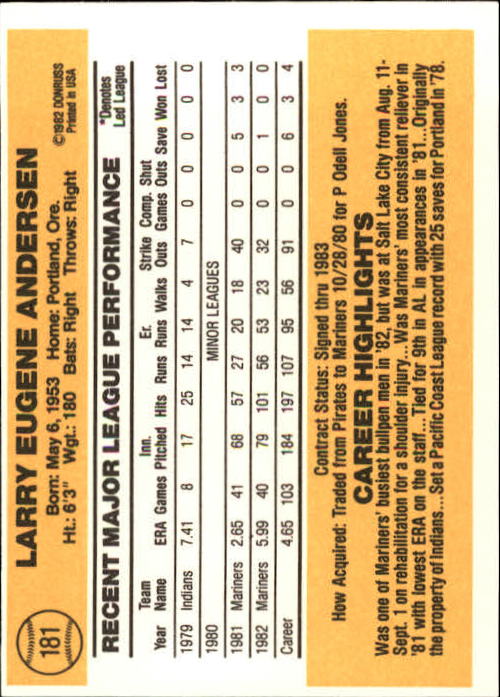 181
LARRY EUGENE ANDERSEN
©1982 DONRUSS
Printed in USA
Born: May 6, 1953 Home: Portland, Ore.
Ht.: 6'3" Wgt.: 180 Bats: Right Throws: Right
RECENT MAJOR LEAGUE PERFORMANCE
*Denotes
Led League
Team Inn. Er. Strike Comp. Shut
Year Name ERA Games Pitched Hits Runs Runs Walks Outs Games Outs Save Won Lost
1979 Indians 7.41 8 17 25 14 14 4 7 0 0 0 0 0
1980 MINOR LEAGUES
1981 Mariners 2.65 41 68 57 27 20 18 40 0 0 5 3 3
1982 Mariners 5.99 40 79 101 56 53 23 32 0 0 1 0 0
Career 4.65 103 184 197 107 95 56 91 0 0 6 3 4
Contract Status: Signed thru 1983
How Acquired: Traded from Pirates to Mariners 10/28/80 for P Odell Jones.
CAREER HIGHLIGHTS
Was one of Mariners' busiest bullpen men in '82, but was at Salt Lake City from Aug. 11-
Sept. 1 on rehabilitation for a shoulder injury... Was Mariners' most consistent reliever in
'81 with lowest ERA on the staff... Tied for 9th in AL in appearances in '81...Originally
the property of Indians... Set a Pacific Coast League record with 25 saves for Portland in '78.